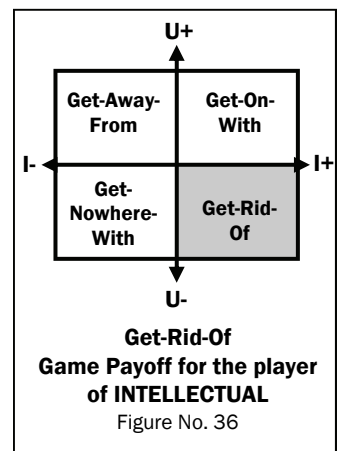 U+
Get-Away-
From
Get-On-
With
I-
I+
Get-
Nowhere-
With
Get-Rid-
Of
U-
Get-Rid-Of
Game Payoff for the player
of INTELLECTUAL
Figure No. 36